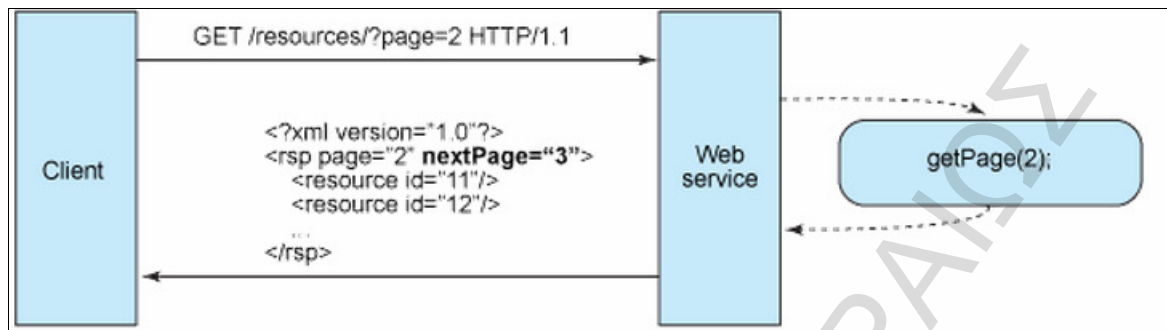 GET /resources/?page=2 HTTP/1.1
Client
<?xml version="1.0"?>
<rsp page="2" nextPage="3">
<resource id="11"/>
<resource id="12"/>
...
</rsp>
Web
service
getPage(2);
ΡΑΙΩΣ